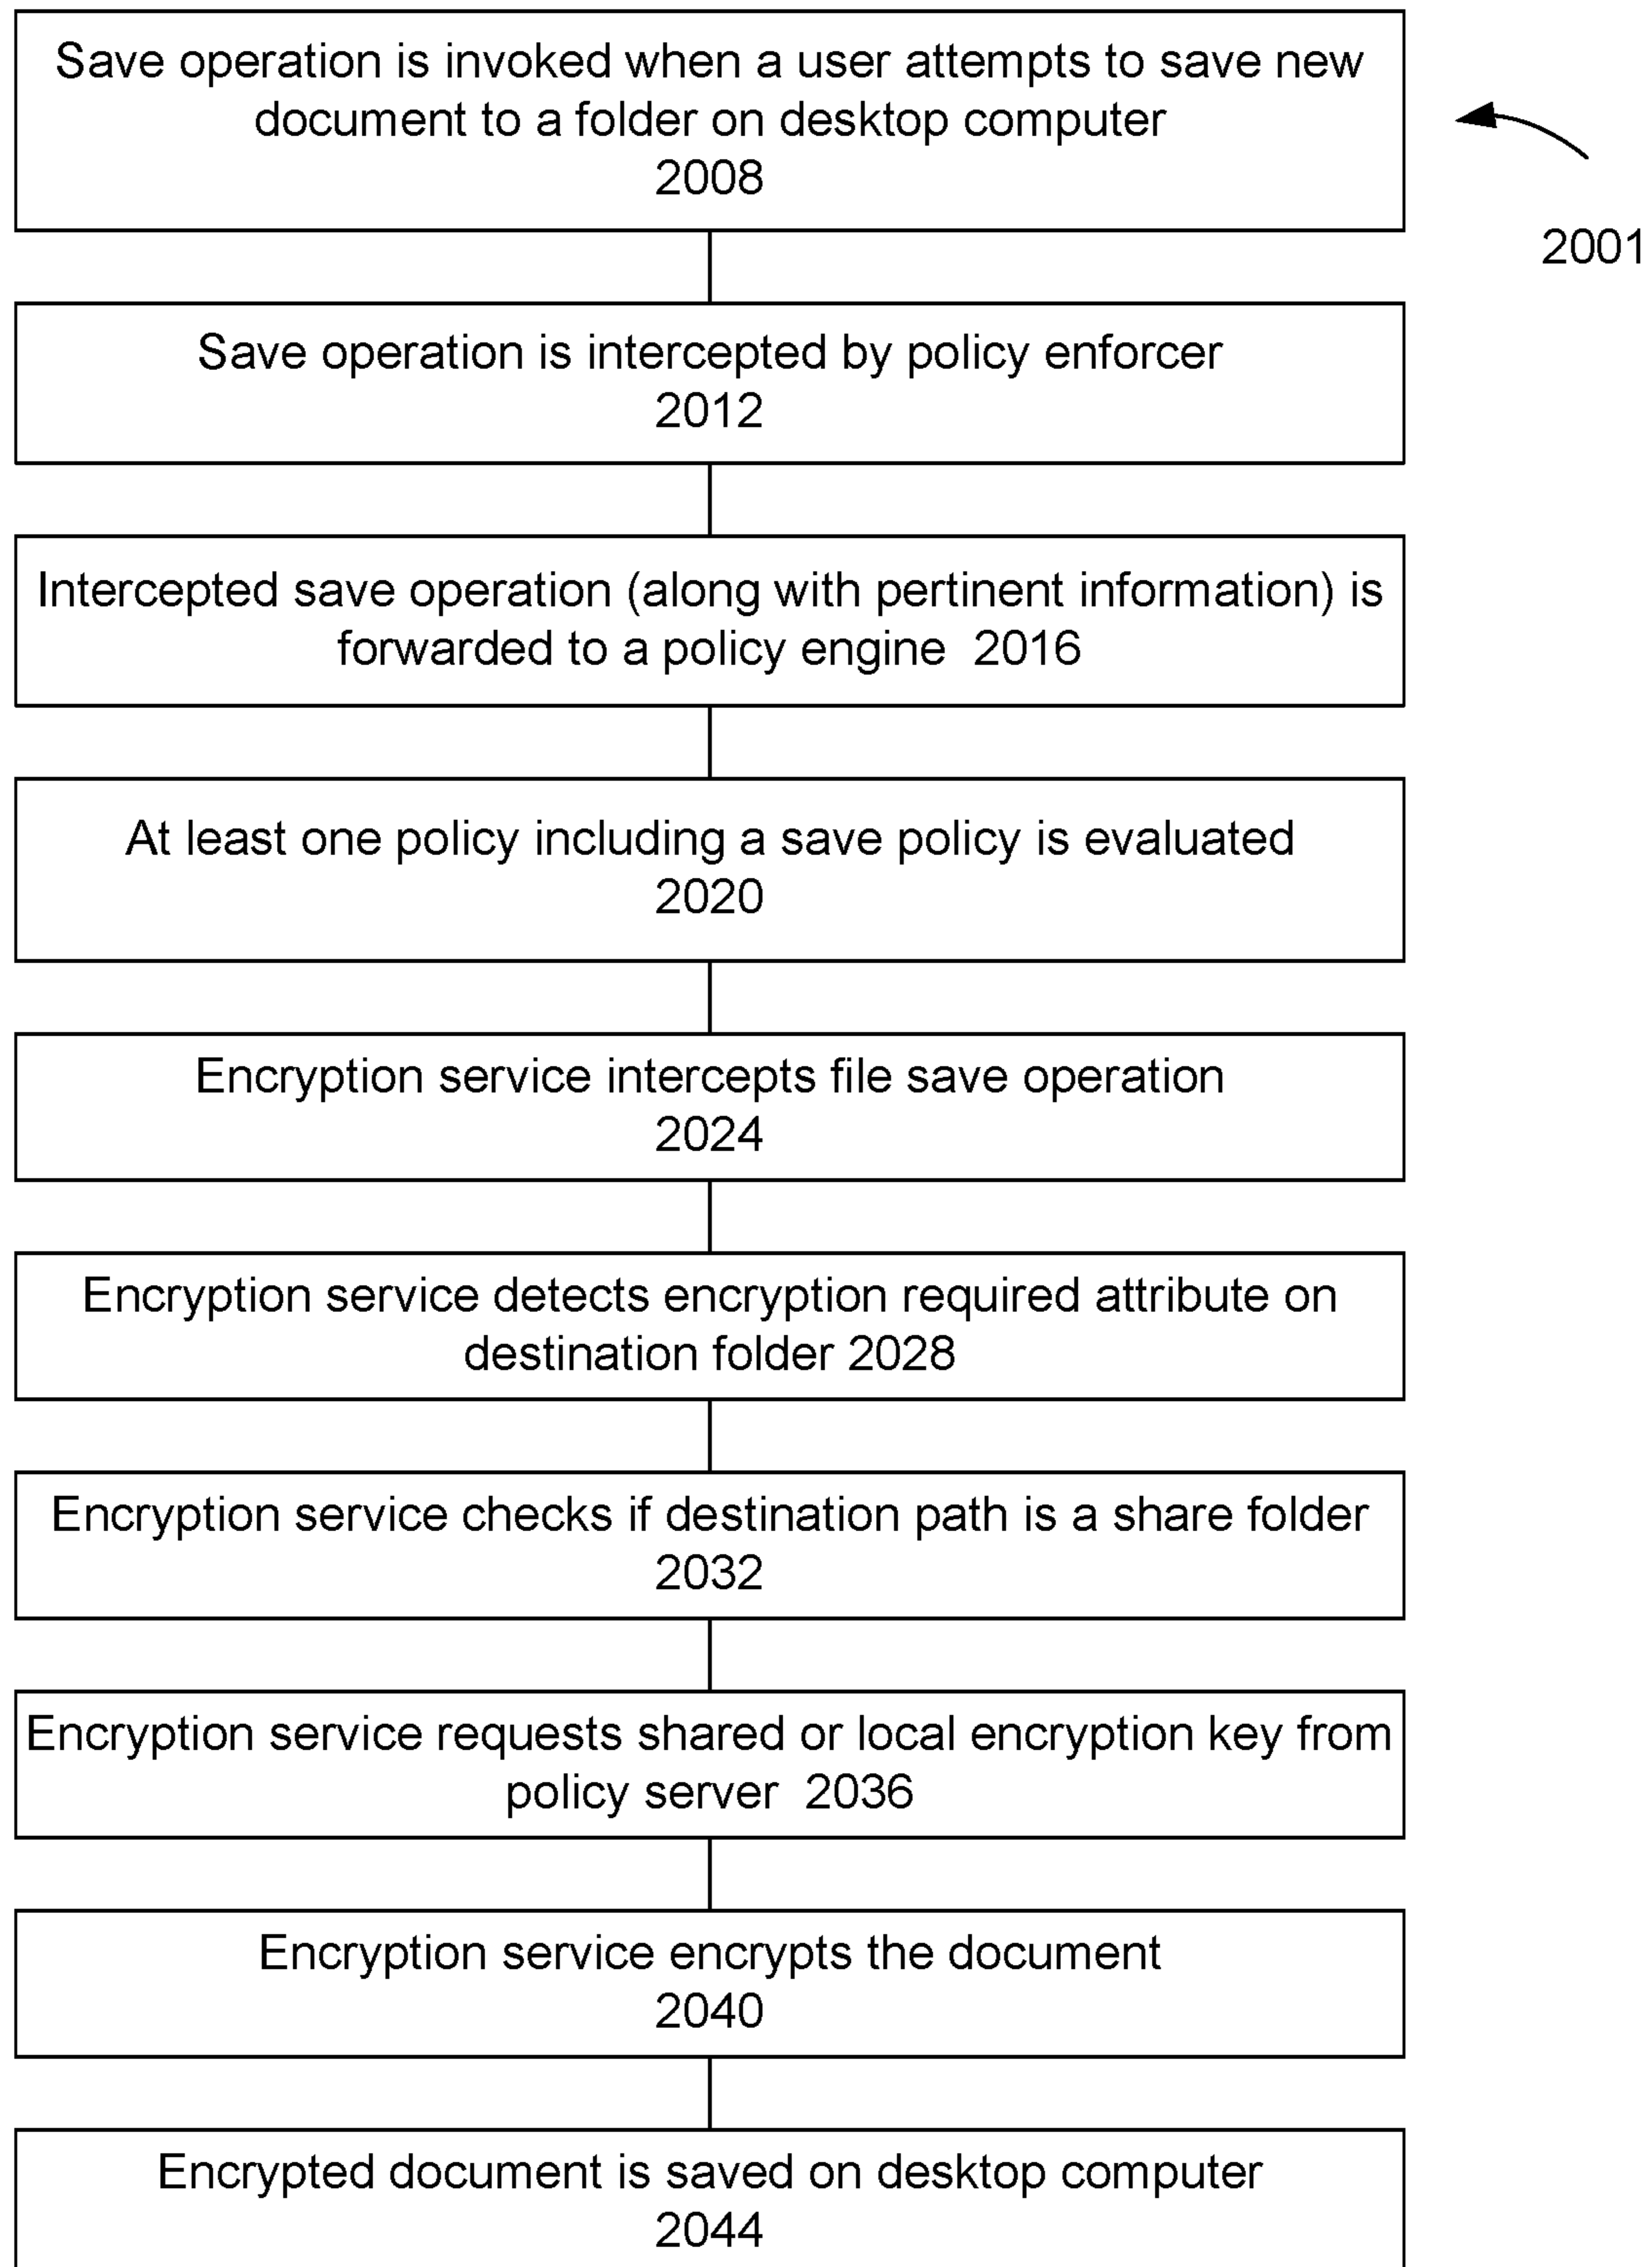 Save operation is invoked when a user attempts to save new
document to a folder on desktop computer
2008
2001
Save operation is intercepted by policy enforcer
2012
Intercepted save operation (along with pertinent information) is
forwarded to a policy engine 2016
At least one policy including a save policy is evaluated
2020
Encryption service intercepts file save operation
2024
Encryption service detects encryption required attribute on
destination folder 2028
Encryption service checks if destination path is a share folder
2032
Encryption service requests shared or local encryption key from
policy server 2036
Encryption service encrypts the document
2040
Encrypted document is saved on desktop computer
2044